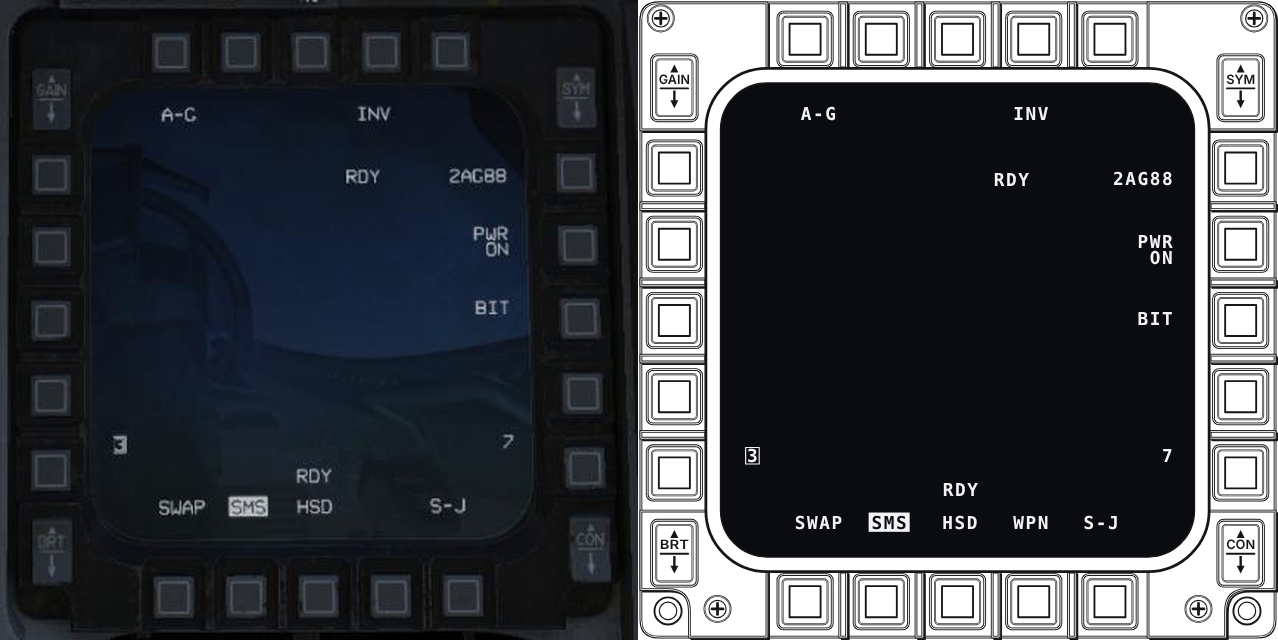 GAIN
SYM
A-G
INV
RDY
2AG88
PWR
ON
BIT
3
7
RDY
SWAP
SMS
HSD
S-J
BRT
CON
GAIN
SYM
A-G
INV
RDY
2AG88
PWR
ON
BIT
3
7
RDY
SWAP
SMS
HSD
WPN
S-J
BRT
CON